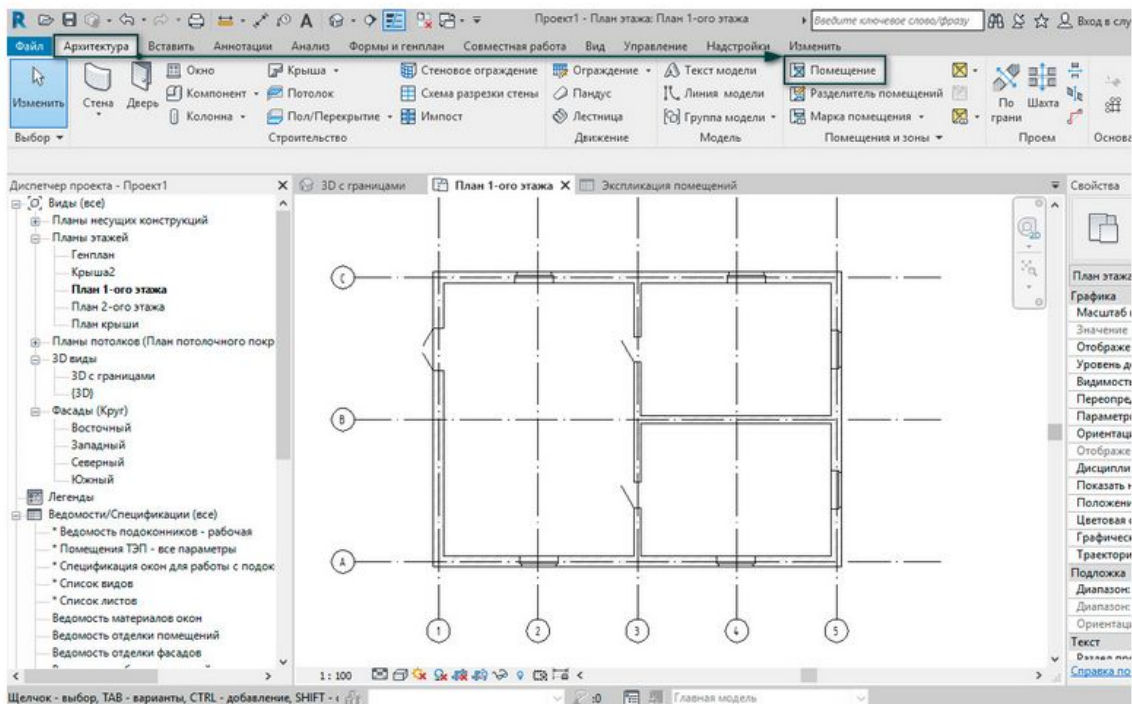 Проект1 - План этажа: План 1-ого этажа
Введите ключевое слово/фразу
Вход в слу
Файл Архитектура Вставить Аннотации Анализ Формы и генплан Совместная работа Вид Управление Надстройки Изменить
Изменить
Стена
Дверь
Окно
Компонент
Колонна
Крыша
Потолок
Пол/Перекрытие
Стеновое ограждение
Схема разрезки стены
Импост
Ограждение
Пандус
Лестница
Текст модели
Линия модели
Группа модели
Помещение
Разделитель помещений
Марка помещения
По грани
Шахта
Выбор
Строительство
Движение
Модель
Помещения и зоны
Проем
Основа
Диспетчер проекта - Проект1
Виды (все)
Планы несущих конструкций
Планы этажей
Генплан
Крыша2
План 1-ого этажа
План 2-ого этажа
План крыши
Планы потолков (План потолочного покр
3D виды
3D с границами
{3D}
Фасады (Круг)
Восточный
Западный
Северный
Южный
Легенды
Ведомости/Спецификации (все)
* Ведомость подоконников - рабочая
* Помещения ТЭП - все параметры
* Спецификация окон для работы с подок
* Список видов
* Список листов
Ведомость материалов окон
Ведомость отделки помещений
Ведомость отделки фасадов
3D с границами
План 1-ого этажа
Экспликация помещений
2D
C
B
A
1 2 3 4 5
Свойства
План этажа
Графика
Масштаб
Значение
Отображе
Уровень д
Видимость
Переопред
Параметры
Ориентаци
Отображе
Дисципли
Показать н
Положени
Цветовая
Графическ
Траектори
Подложка
Диапазон:
Диапазон:
Ориентаци
Текст
Справка по
1 : 100
Щелчок - выбор, TAB - варианты, CTRL - добавление, SHIFT -
:0
Главная модель